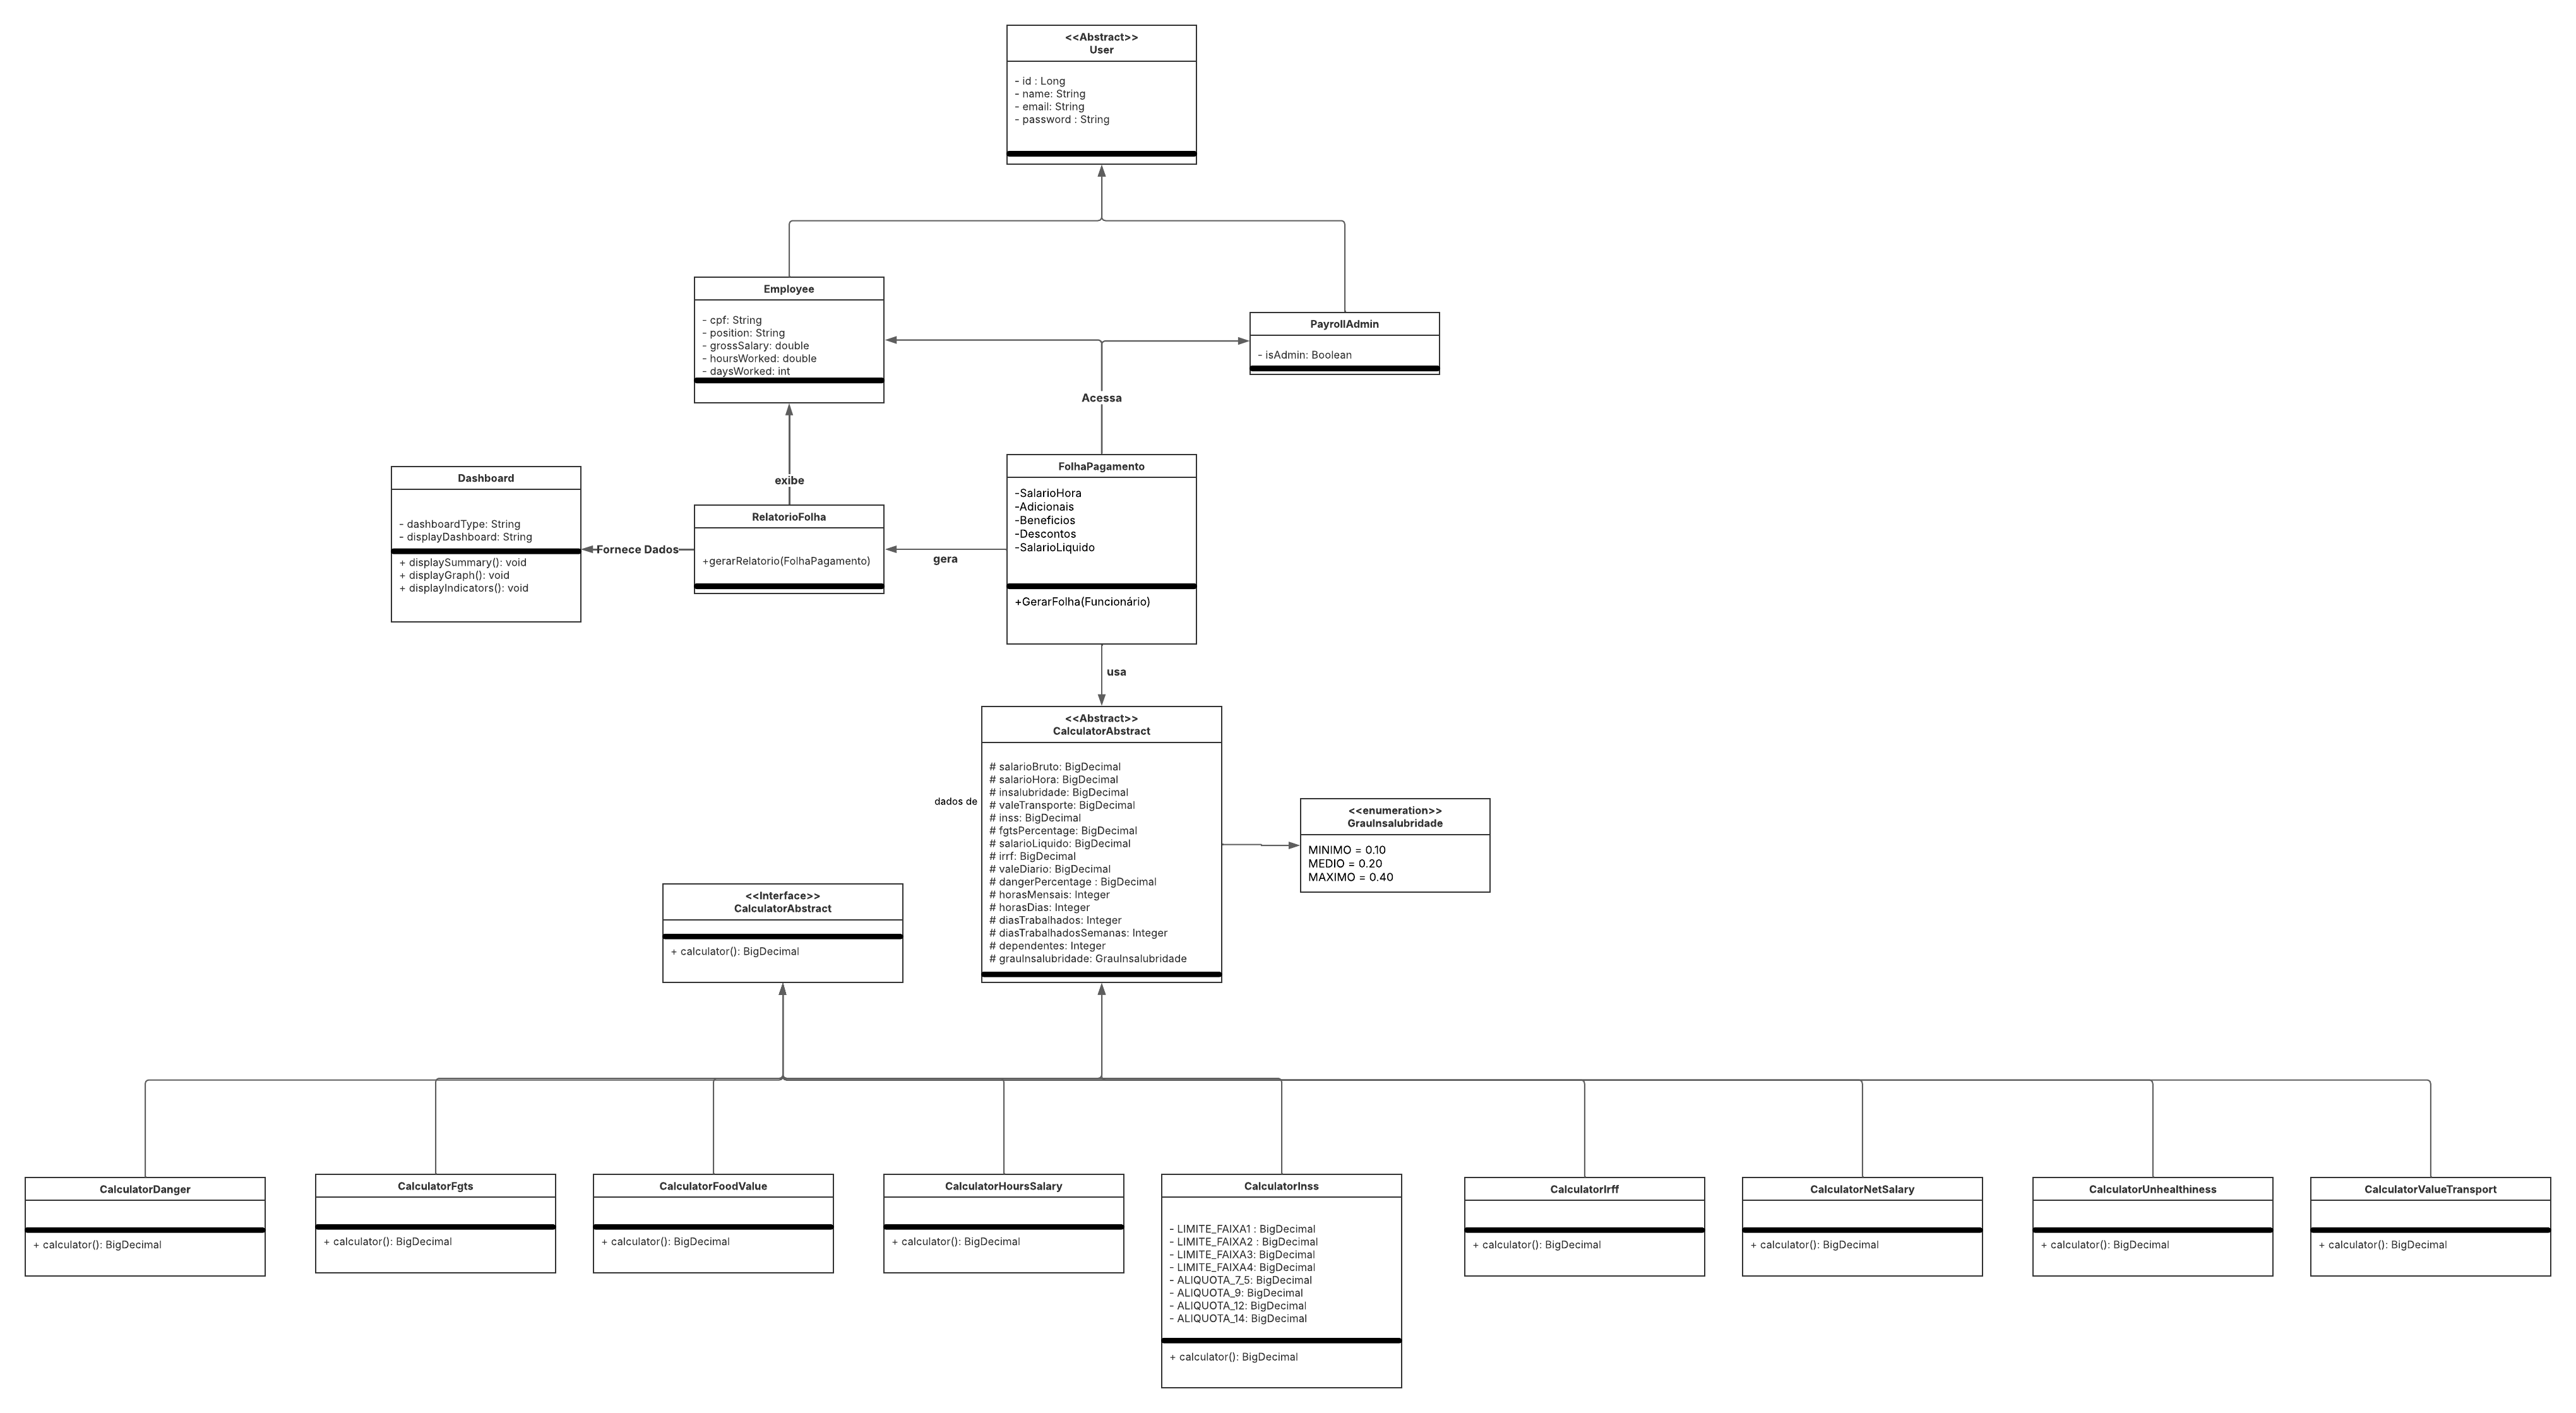 <<Abstract>>
User
- id : Long
- name: String
- email: String
- password : String
Employee
- cpf: String
- position: String
- grossSalary: double
- hoursWorked: double
- daysWorked: int
PayrollAdmin
- isAdmin: Boolean
Acessa
exibe
Dashboard
- dashboardType: String
- displayDashboard: String
+ displaySummary(): void
+ displayGraph(): void
+ displayIndicators(): void
Fornece Dados
RelatorioFolha
+gerarRelatorio(FolhaPagamento)
gera
FolhaPagamento
-SalarioHora
-Adicionais
-Beneficios
-Descontos
-SalarioLiquido
+GerarFolha(Funcionário)
usa
<<Abstract>>
CalculatorAbstract
# salarioBruto: BigDecimal
# salarioHora: BigDecimal
# insalubridade: BigDecimal
# valeTransporte: BigDecimal
# inss: BigDecimal
# fgtsPercentage: BigDecimal
# salarioLiquido: BigDecimal
# irrf: BigDecimal
# valeDiario: BigDecimal
# dangerPercentage : BigDecimal
# horasMensais: Integer
# horasDias: Integer
# diasTrabalhados: Integer
# diasTrabalhadosSemanas: Integer
# dependentes: Integer
# grauInsalubridade: GrauInsalubridade
dados de
<<enumeration>>
GrauInsalubridade
MINIMO = 0.10
MEDIO = 0.20
MAXIMO = 0.40
<<Interface>>
CalculatorAbstract
+ calculator(): BigDecimal
CalculatorDanger
+ calculator(): BigDecimal
CalculatorFgts
+ calculator(): BigDecimal
CalculatorFoodValue
+ calculator(): BigDecimal
CalculatorHoursSalary
+ calculator(): BigDecimal
CalculatorInss
- LIMITE_FAIXA1 : BigDecimal
- LIMITE_FAIXA2 : BigDecimal
- LIMITE_FAIXA3: BigDecimal
- LIMITE_FAIXA4: BigDecimal
- ALIQUOTA_7_5: BigDecimal
- ALIQUOTA_9: BigDecimal
- ALIQUOTA_12: BigDecimal
- ALIQUOTA_14: BigDecimal
+ calculator(): BigDecimal
CalculatorIrff
+ calculator(): BigDecimal
CalculatorNetSalary
+ calculator(): BigDecimal
CalculatorUnhealthiness
+ calculator(): BigDecimal
CalculatorValueTransport
+ calculator(): BigDecimal